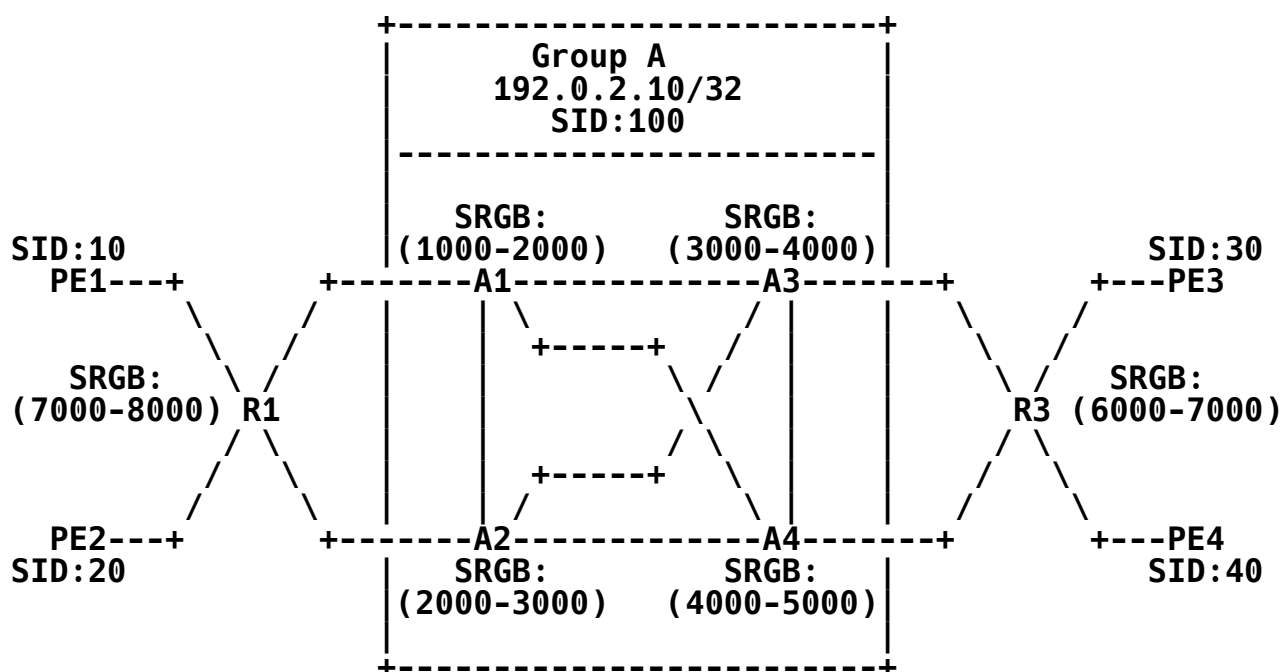 Group A
192.0.2.10/32
SID:100
SRGB: SRGB:
SID:10 (1000-2000) (3000-4000) SID:30
PE1 A1 A3 PE3
SRGB: SRGB:
(7000-8000) R1 R3 (6000-7000)
PE2 A2 A4 PE4
SID:20 SRGB: SRGB: SID:40
(2000-3000) (4000-5000)